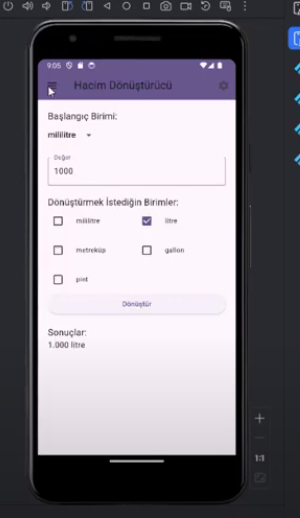 9:05
Hacim Dönüştürücü
Başlangıç Birimi:
mililitre
Değer
1000
Dönüştürmek İstediğin Birimler:
mililitre
litre
metreküp
gallon
pint
Dönüştür
Sonuçlar:
1.000 litre
1:1